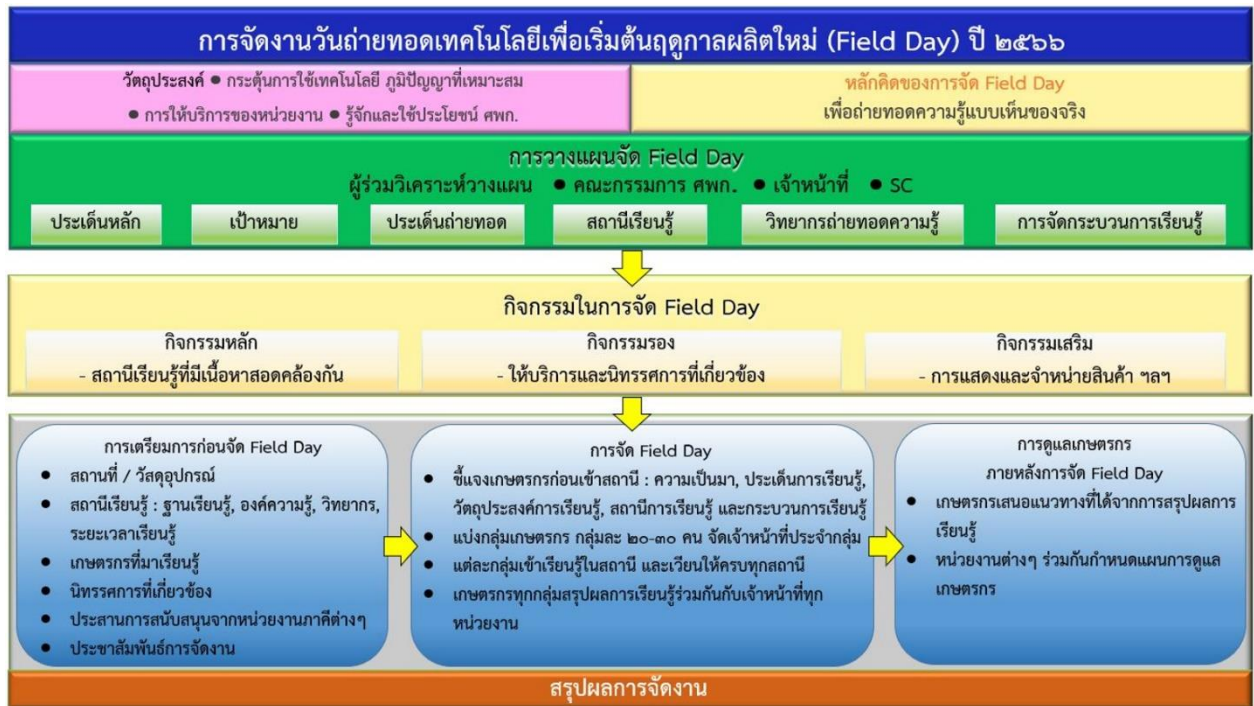 การจัดงานวันถ่ายทอดเทคโนโลยีเพื่อเริ่มต้นฤดูกาลผลิตใหม่ (Field Day) ปี ๒๕๖๖
วัตถุประสงค์ ● กระตุ้นการใช้เทคโนโลยี ภูมิปัญญาที่เหมาะสม
● การให้บริการของหน่วยงาน ● รู้จักและใช้ประโยชน์ ศพก.
หลักคิดของการจัด Field Day
เพื่อถ่ายทอดความรู้แบบเห็นของจริง
การวางแผนจัด Field Day
ผู้ร่วมวิเคราะห์วางแผน ● คณะกรรมการ ศพก. ● เจ้าหน้าที่ ● SC
ประเด็นหลัก
เป้าหมาย
ประเด็นถ่ายทอด
สถานีเรียนรู้
วิทยากรถ่ายทอดความรู้
การจัดกระบวนการเรียนรู้
กิจกรรมในการจัด Field Day
กิจกรรมหลัก
- สถานีเรียนรู้ที่มีเนื้อหาสอดคล้องกัน
กิจกรรมรอง
- ให้บริการและนิทรรศการที่เกี่ยวข้อง
กิจกรรมเสริม
- การแสดงและจำหน่ายสินค้า ฯลฯ
การเตรียมการก่อนจัด Field Day
● สถานที่ / วัสดุอุปกรณ์
● สถานีเรียนรู้ : ฐานเรียนรู้, องค์ความรู้, วิทยากร,
ระยะเวลาเรียนรู้
● เกษตรกรที่มาเรียนรู้
● นิทรรศการที่เกี่ยวข้อง
● ประสานการสนับสนุนจากหน่วยงานภาคีต่างๆ
● ประชาสัมพันธ์การจัดงาน
การจัด Field Day
● ชี้แจงเกษตรกรก่อนเข้าสถานี : ความเป็นมา, ประเด็นการเรียนรู้,
วัตถุประสงค์การเรียนรู้, สถานีการเรียนรู้ และกระบวนการเรียนรู้
● แบ่งกลุ่มเกษตรกร กลุ่มละ ๒๐-๓๐ คน จัดเจ้าหน้าที่ประจำกลุ่ม
● แต่ละกลุ่มเข้าเรียนรู้ในสถานี และเวียนให้ครบทุกสถานี
● เกษตรกรทุกกลุ่มสรุปผลการเรียนรู้ร่วมกันกับเจ้าหน้าที่ทุก
หน่วยงาน
การดูแลเกษตรกร
ภายหลังการจัด Field Day
● เกษตรกรเสนอแนวทางที่ได้จากการสรุปผลการ
เรียนรู้
● หน่วยงานต่างๆ ร่วมกันกำหนดแผนการดูแล
เกษตรกร
สรุปผลการจัดงาน